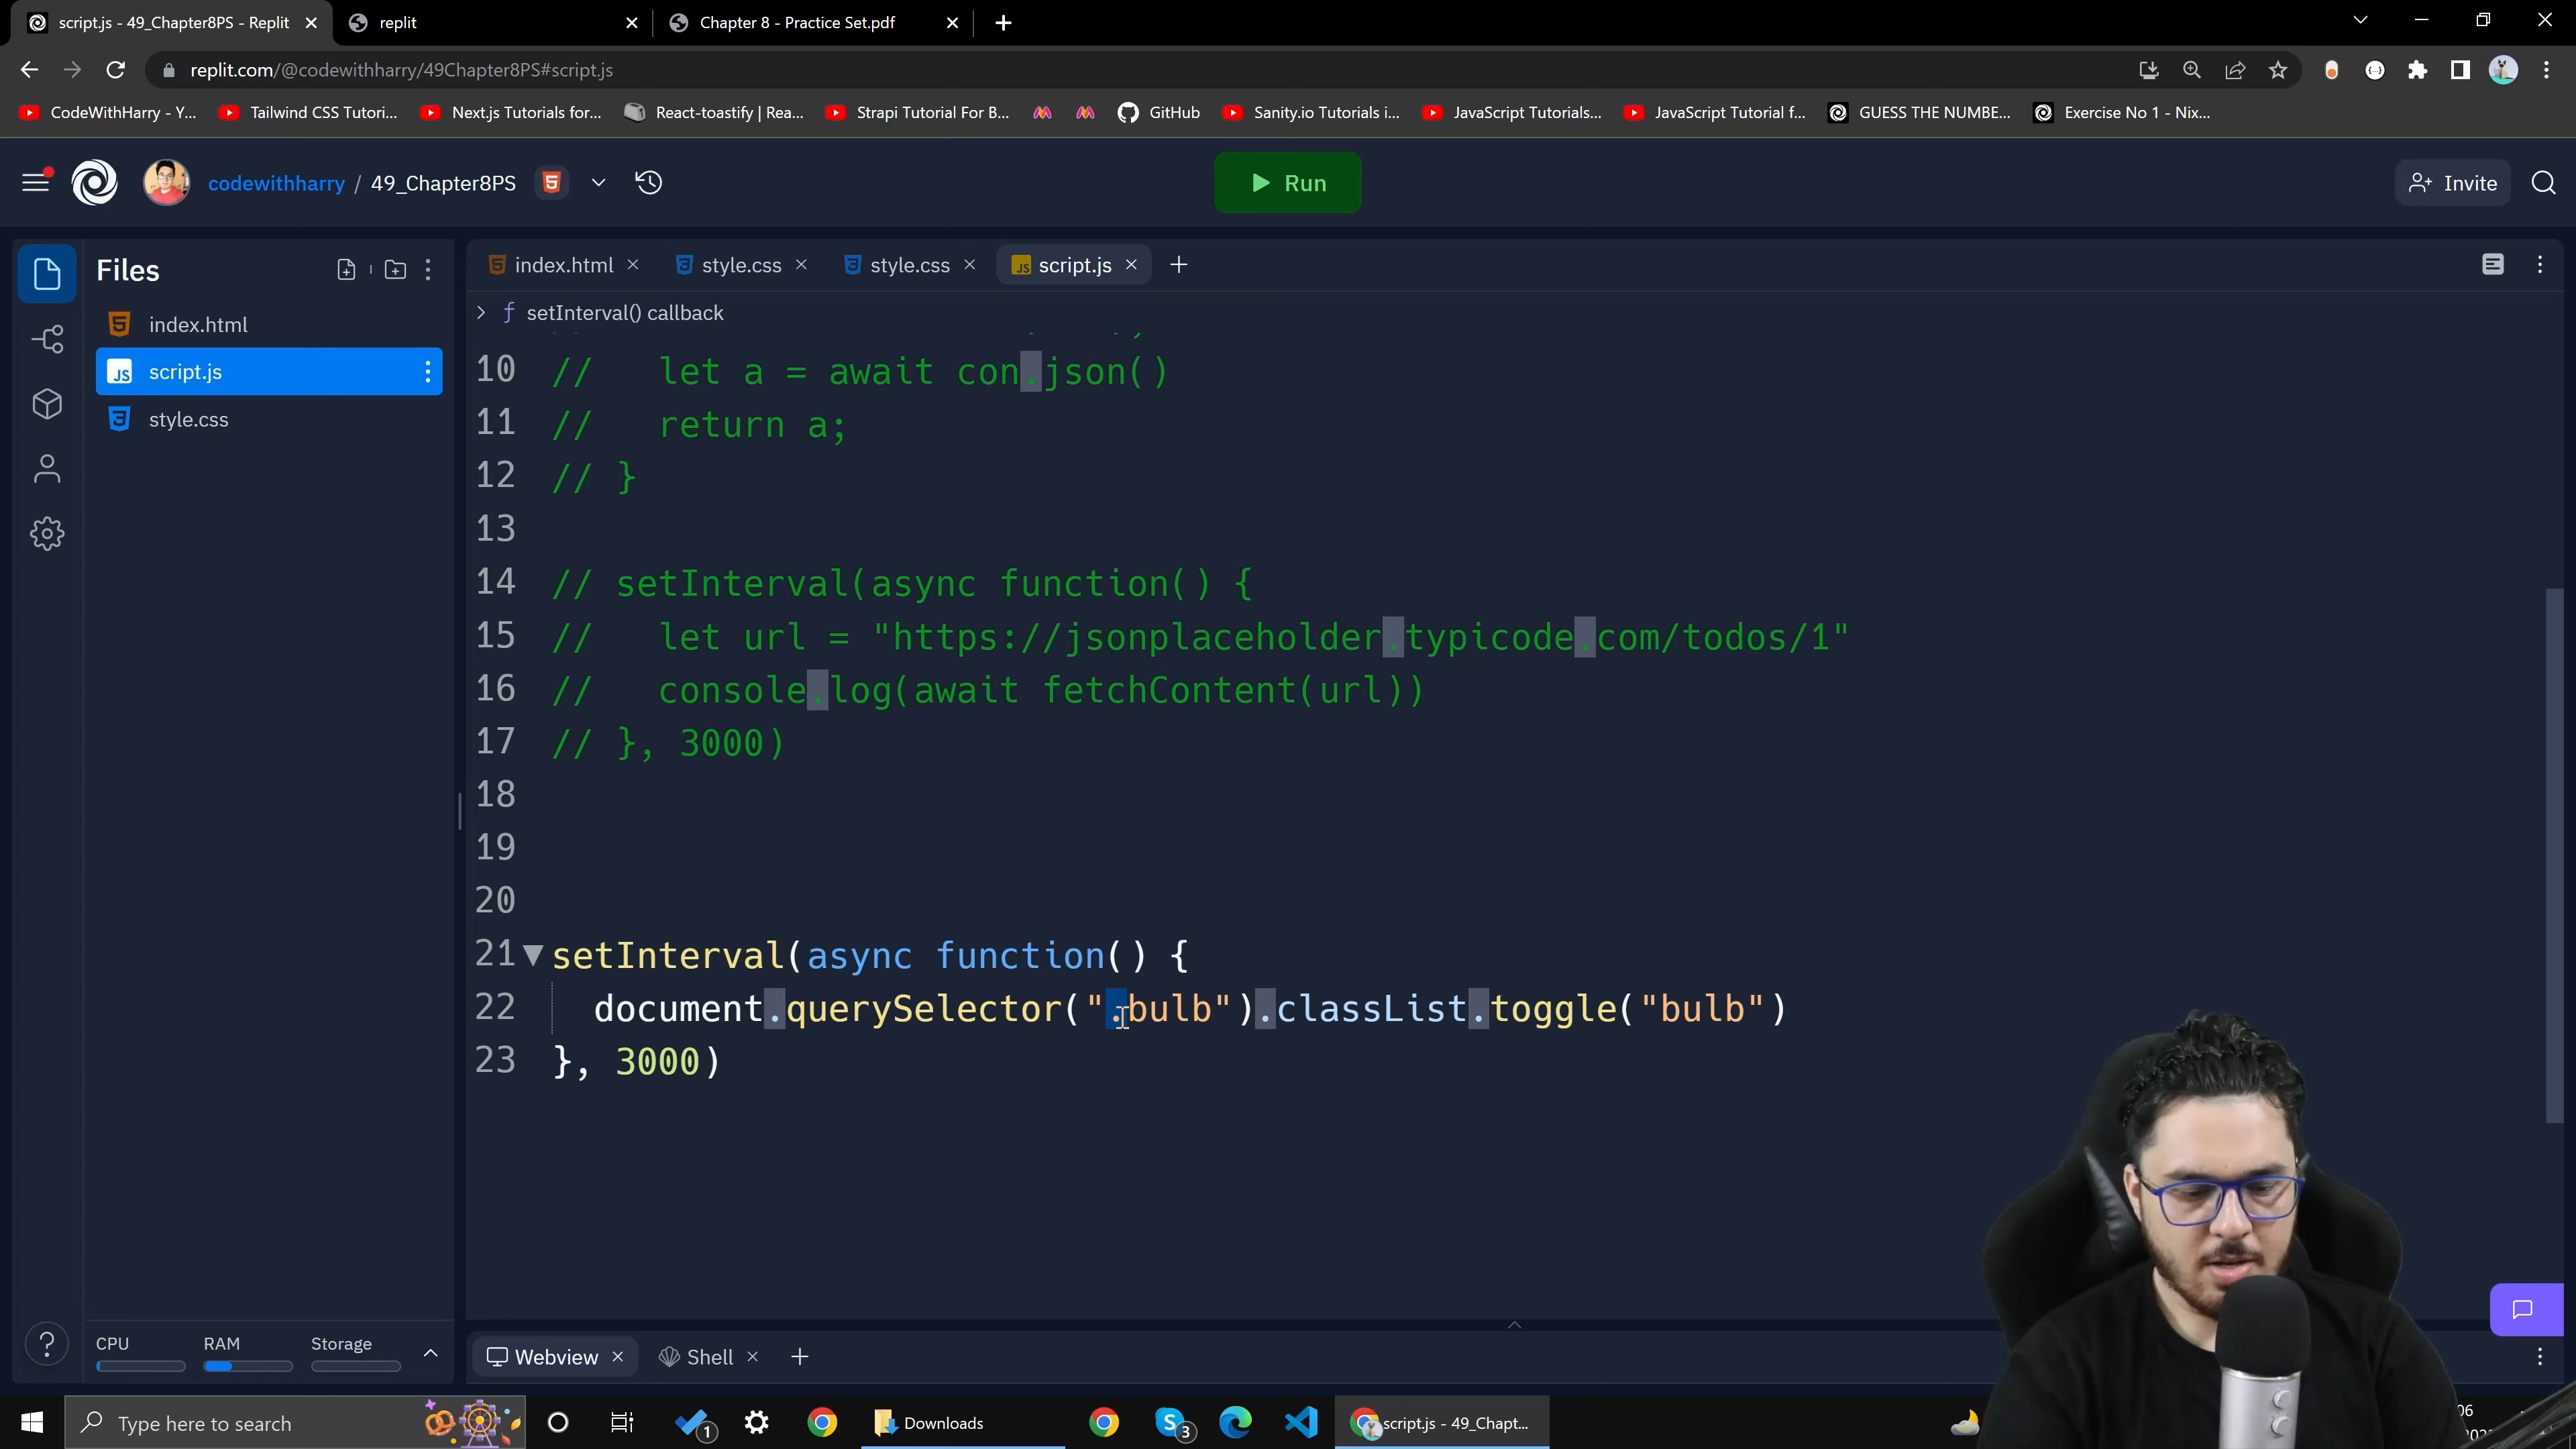 script.js - 49_Chapter8PS - Replit
replit
Chapter 8 - Practice Set.pdf
replit.com/@codewithharry/49Chapter8PS#script.js
CodeWithHarry - Y...
Tailwind CSS Tutori...
Next.js Tutorials for...
React-toastify | Rea...
Strapi Tutorial For B...
GitHub
Sanity.io Tutorials i...
JavaScript Tutorials...
JavaScript Tutorial f...
GUESS THE NUMBE...
Exercise No 1 - Nix...
codewithharry / 49_Chapter8PS
Run
Invite
Files
index.html
script.js
style.css
index.html
style.css
style.css
JS script.js
setInterval() callback
10 //   let a = await con.json()
11 //   return a;
12 // }
13
14 // setInterval(async function() {
15 //   let url = "https://jsonplaceholder.typicode.com/todos/1"
16 //   console.log(await fetchContent(url))
17 // }, 3000)
18
19
20
21 setInterval(async function() {
22   document.querySelector(".bulb").classList.toggle("bulb")
23 }, 3000)
CPU
RAM
Storage
Webview
Shell
Type here to search
1
Downloads
3
script.js - 49_Chapt...